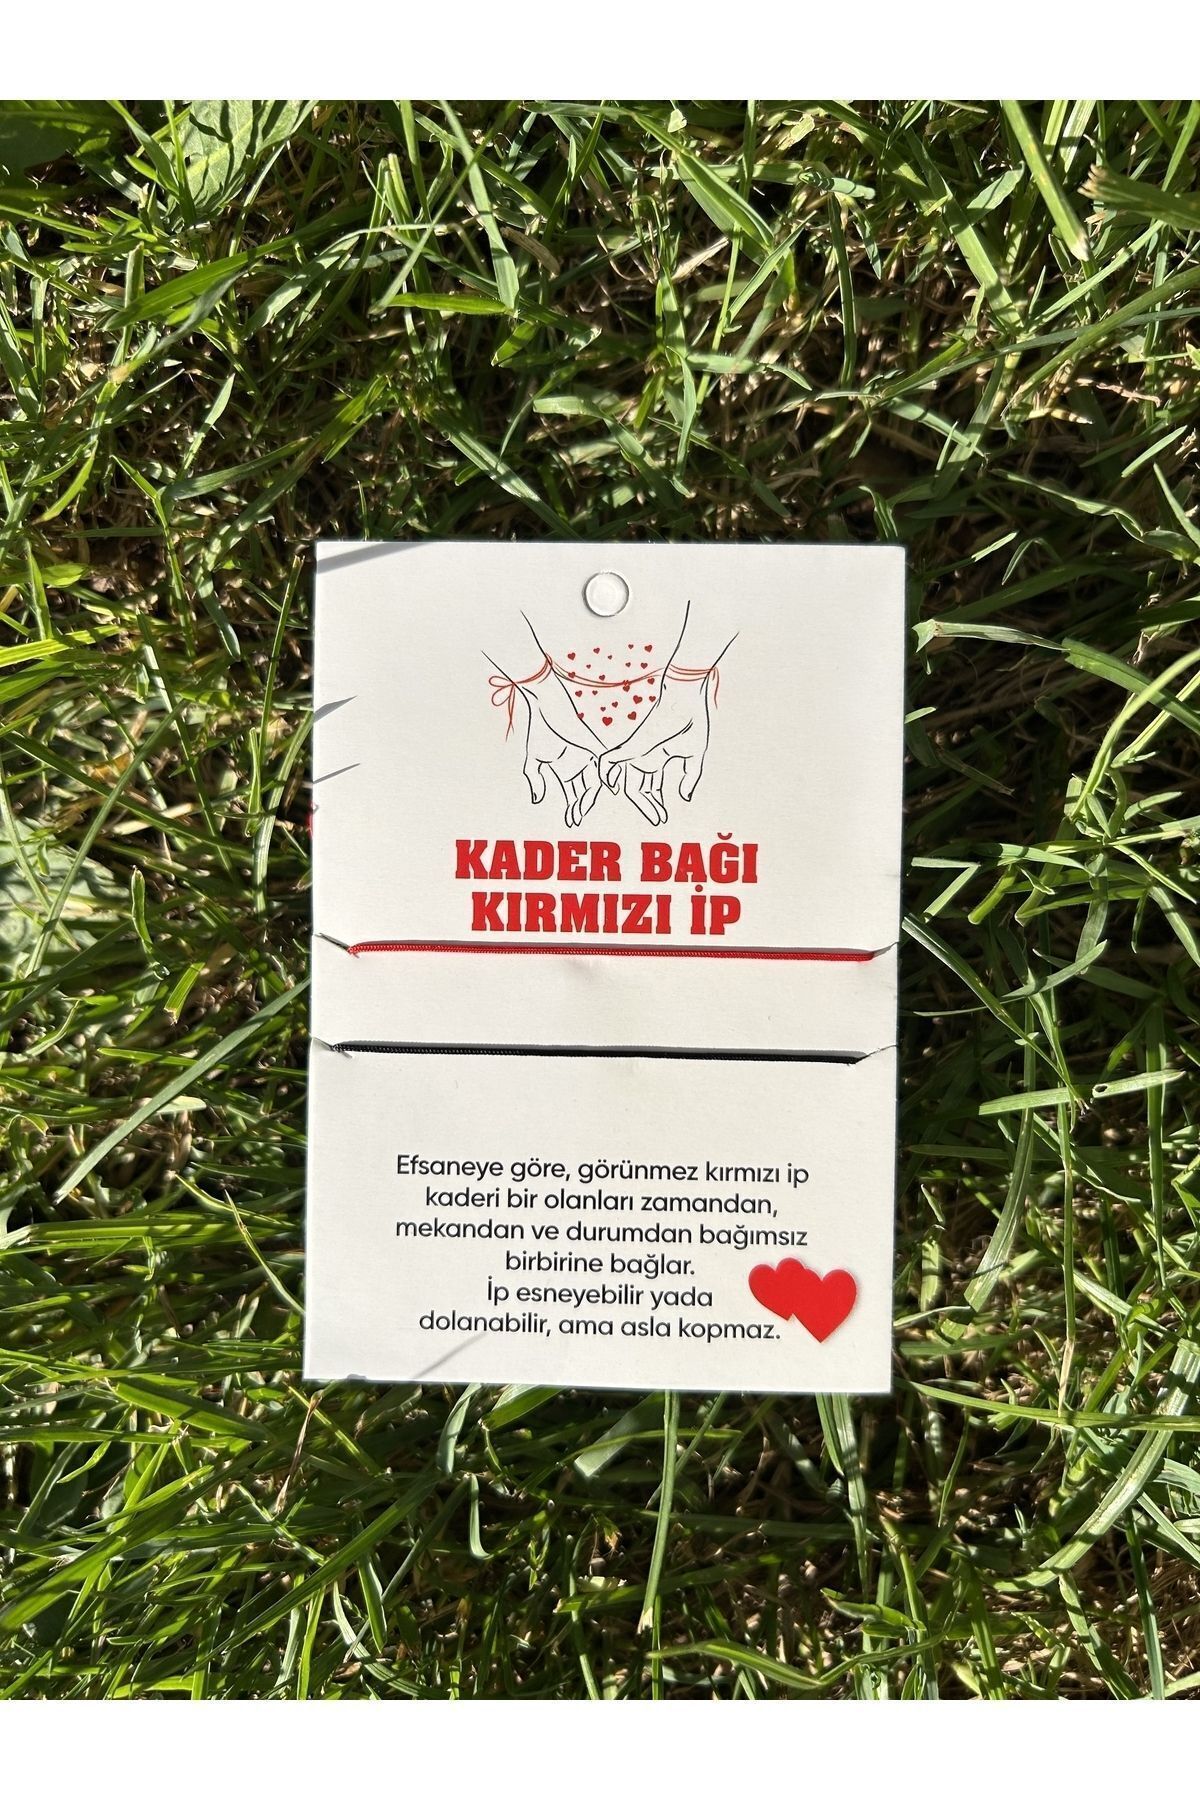 KADER BAĞI
KIRMIZI İP
Efsaneye göre, görünmez kırmızı ip
kaderi bir olanları zamandan,
mekandan ve durumdan bağımsız
birbirine bağlar.
İp esneyebilir yada
dolanabilir, ama asla kopmaz.